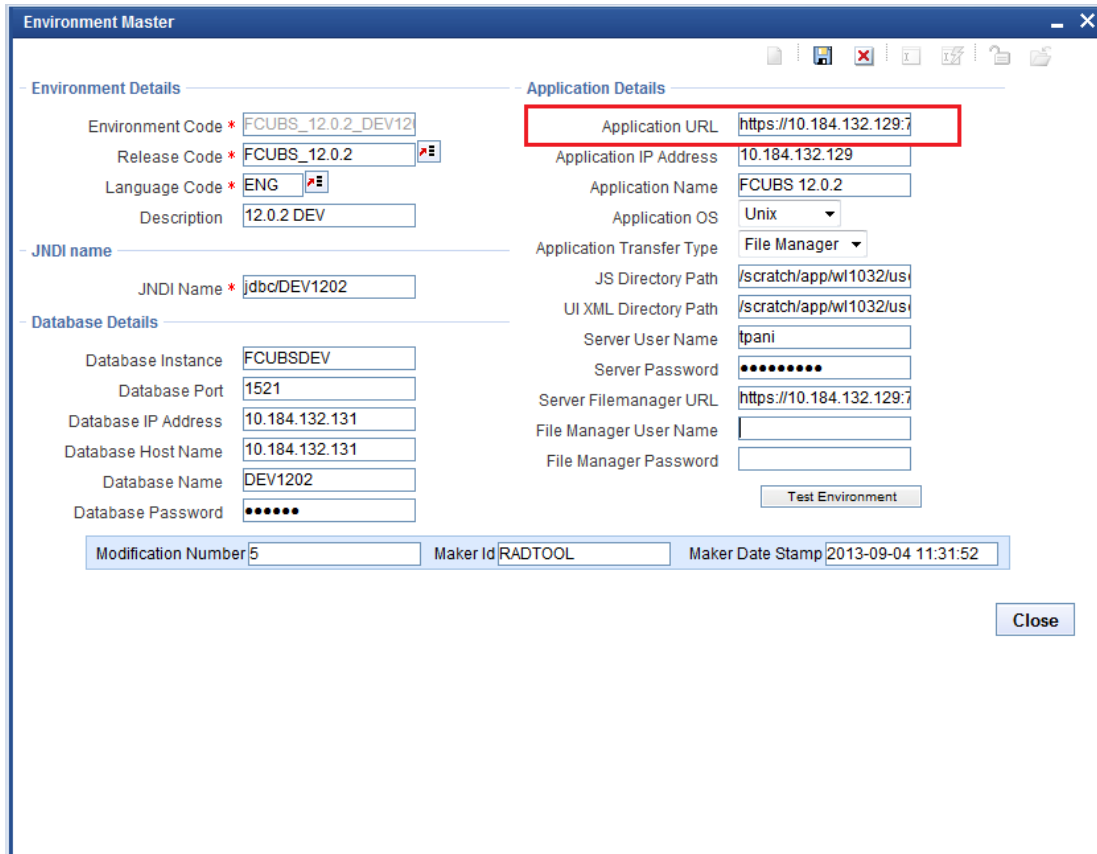 Environment Master
Environment Details
Environment Code * FCUBS_12.0.2_DEV120
Release Code * FCUBS_12.0.2
Language Code * ENG
Description 12.0.2 DEV
JNDI name
JNDI Name * jdbc/DEV1202
Database Details
Database Instance FCUBSDEV
Database Port 1521
Database IP Address 10.184.132.131
Database Host Name 10.184.132.131
Database Name DEV1202
Database Password ••••••
Application Details
Application URL https://10.184.132.129:7
Application IP Address 10.184.132.129
Application Name FCUBS 12.0.2
Application OS Unix
Application Transfer Type File Manager
JS Directory Path /scratch/app/wl1032/use
UI XML Directory Path /scratch/app/wl1032/use
Server User Name tpani
Server Password •••••••••
Server Filemanager URL https://10.184.132.129:7
File Manager User Name
File Manager Password
Test Environment
Modification Number 5 Maker Id RADTOOL Maker Date Stamp 2013-09-04 11:31:52
Close